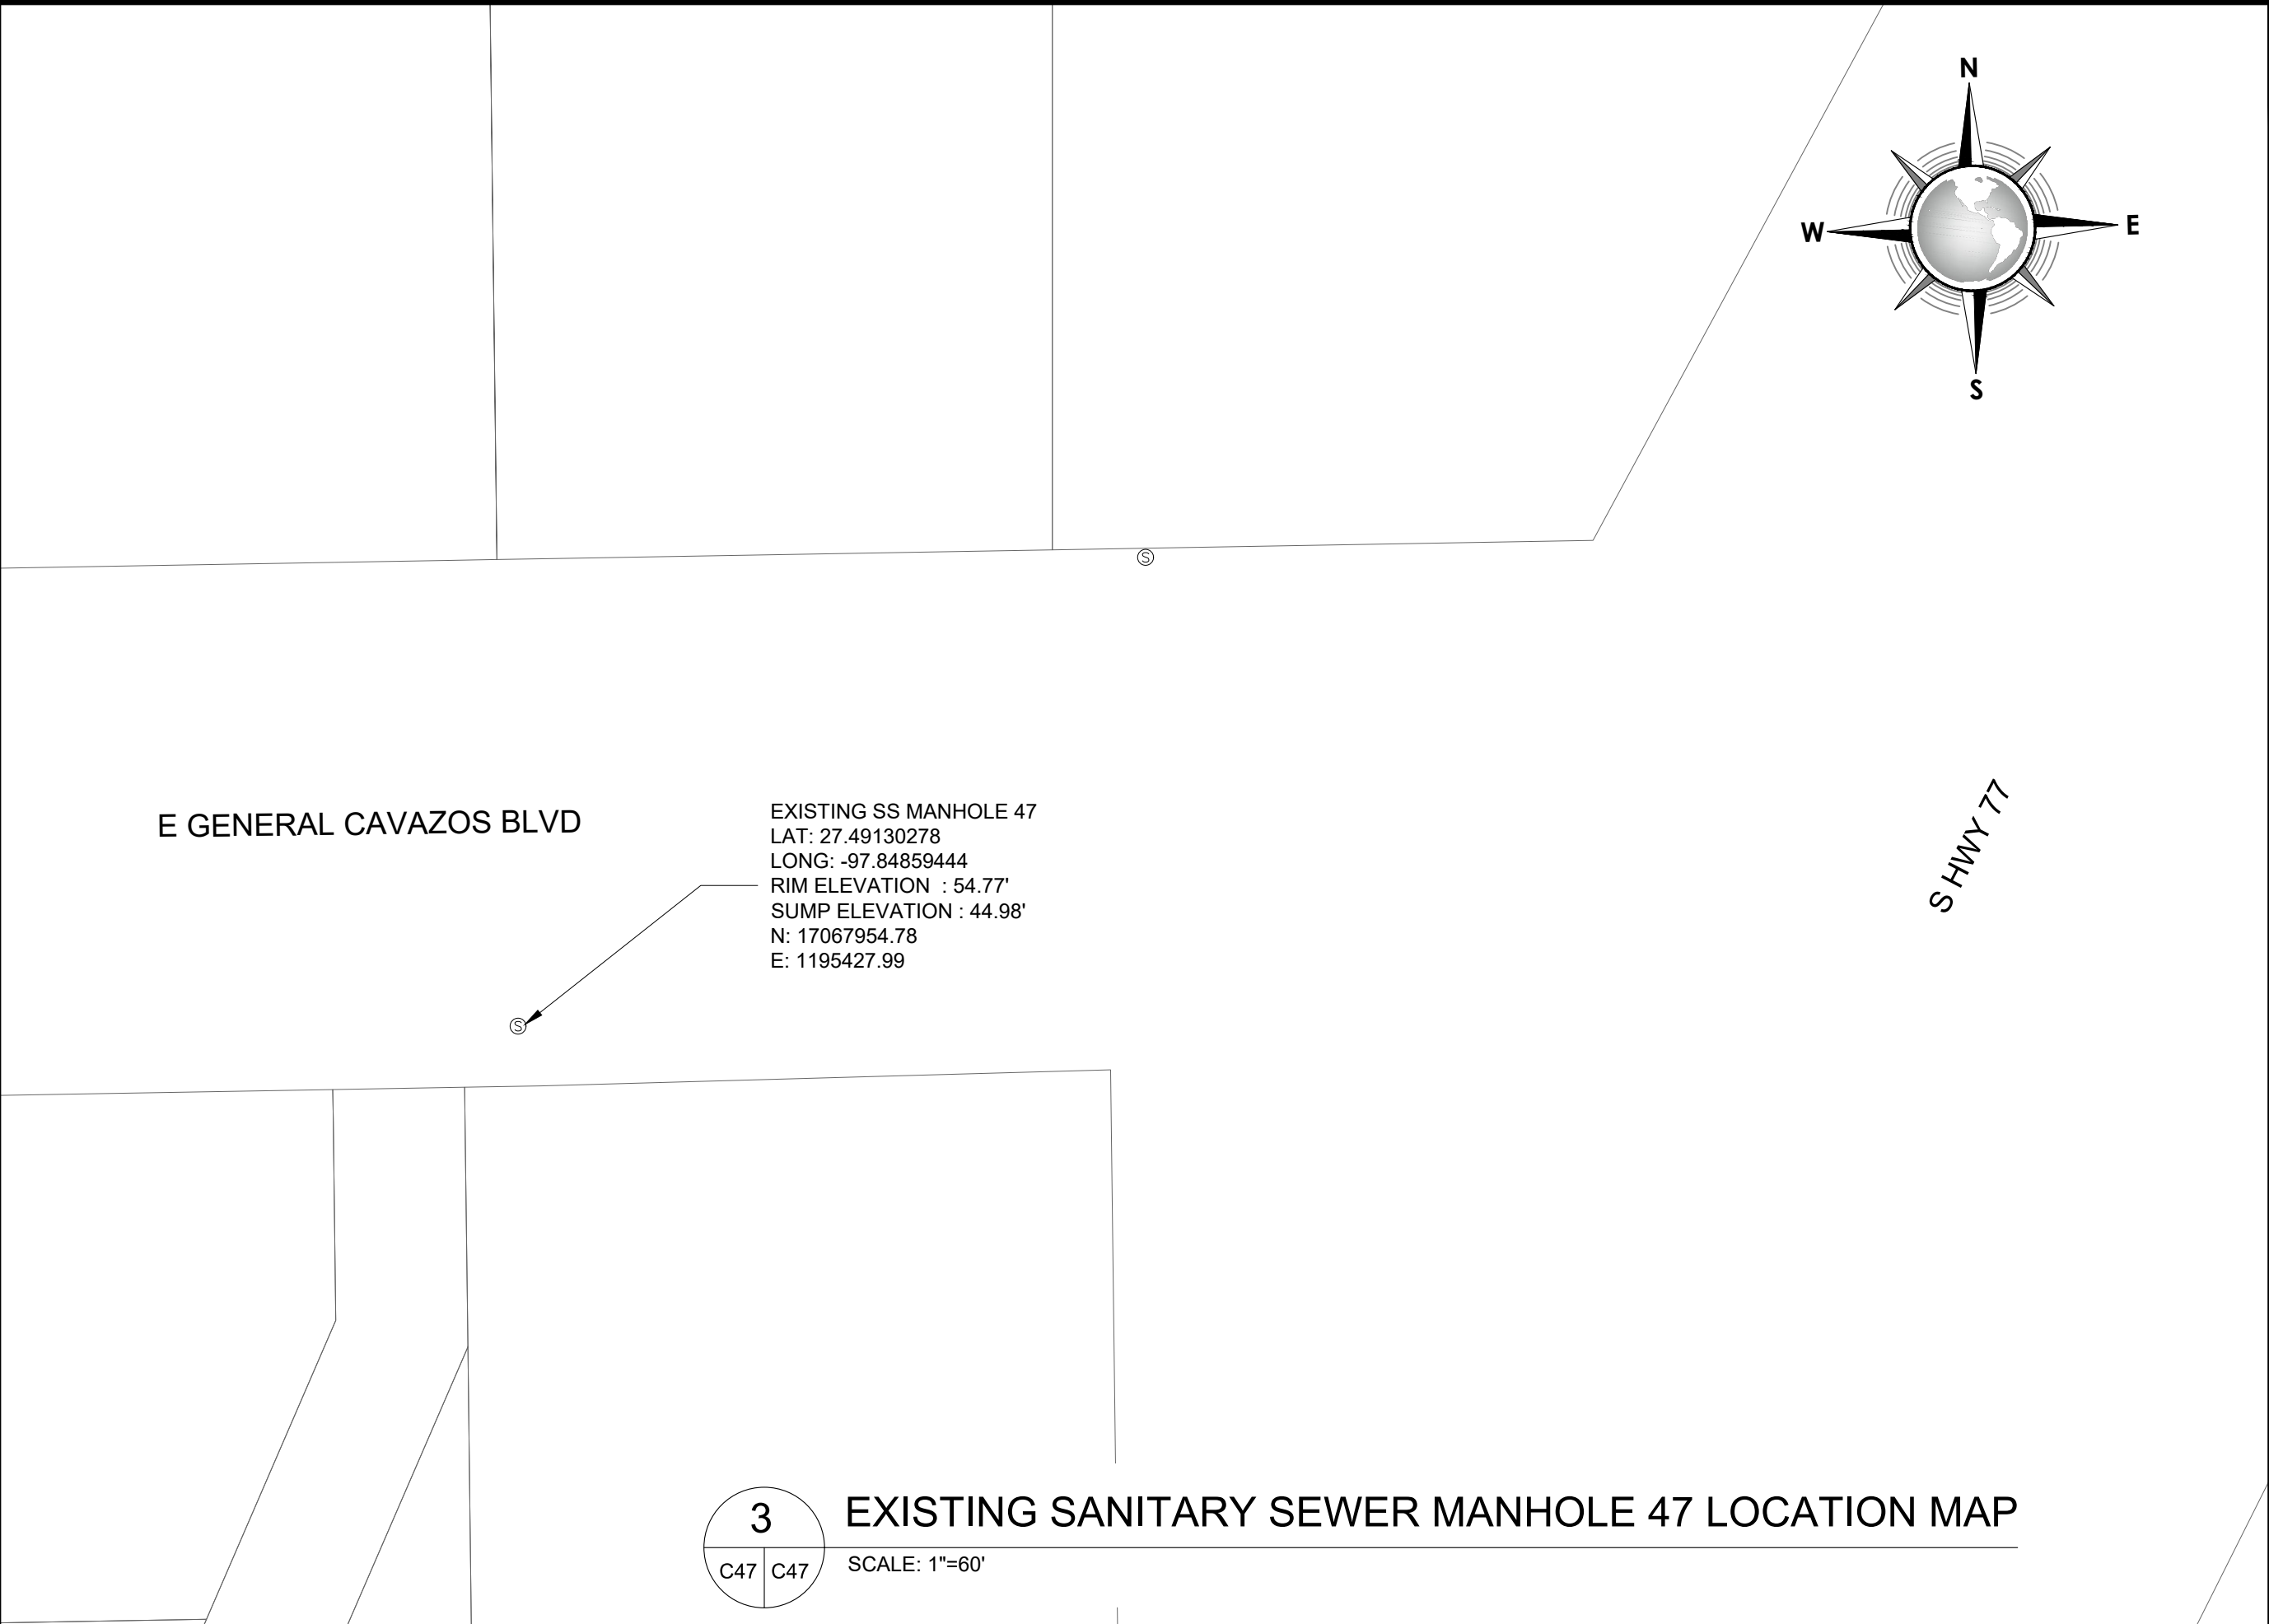 N
W
E
S
Ⓢ
E GENERAL CAVAZOS BLVD
EXISTING SS MANHOLE 47
LAT: 27.49130278
LONG: -97.84859444
RIM ELEVATION  : 54.77'
SUMP ELEVATION : 44.98'
N: 17067954.78
E: 1195427.99
S HWY 77
Ⓢ
3
C47 C47
EXISTING SANITARY SEWER MANHOLE 47 LOCATION MAP
SCALE: 1"=60'